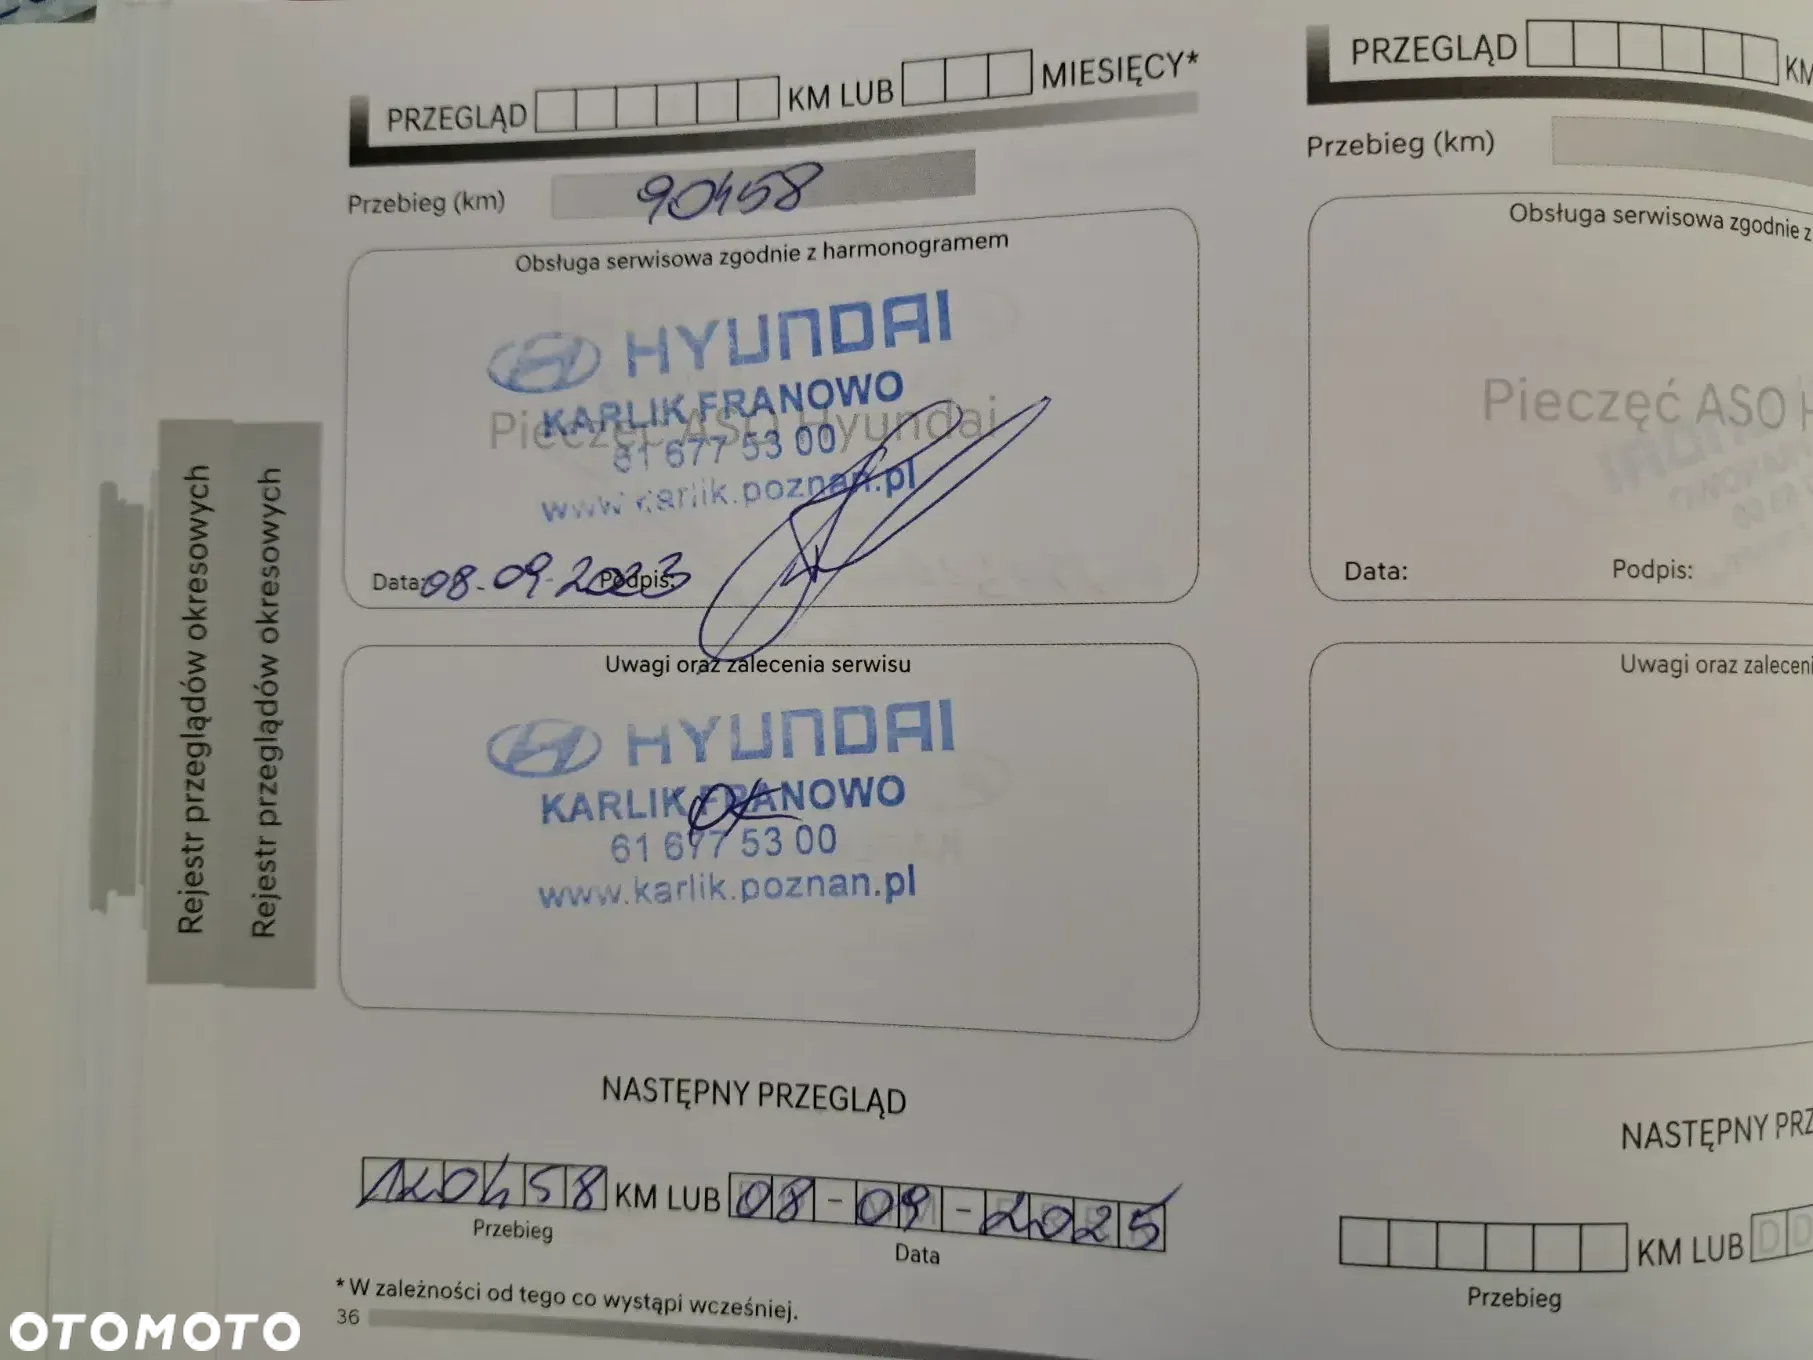 PRZEGLĄD KM LUB MIESIĘCY*
Przebieg (km) 90458
Obsługa serwisowa zgodnie z harmonogramem
HYUNDAI
KARLIK FRANOWO
Pieczęć ASO Hyundai
61 677 53 00
www.karlik.poznan.pl
Data: 08-09-2023 Podpis:
Uwagi oraz zalecenia serwisu
HYUNDAI
KARLIK FRANOWO
61 677 53 00
www.karlik.poznan.pl
NASTĘPNY PRZEGLĄD
120458 KM LUB 08-09-2025
Przebieg Data
* W zależności od tego co wystąpi wcześniej.
36
Rejestr przeglądów okresowych
Rejestr przeglądów okresowych
PRZEGLĄD KM
Przebieg (km)
Obsługa serwisowa zgodnie z
Pieczęć ASO H
Data: Podpis:
Uwagi oraz zaleceni
NASTĘPNY PRZ
KM LUB DD
Przebieg
OTOMOTO